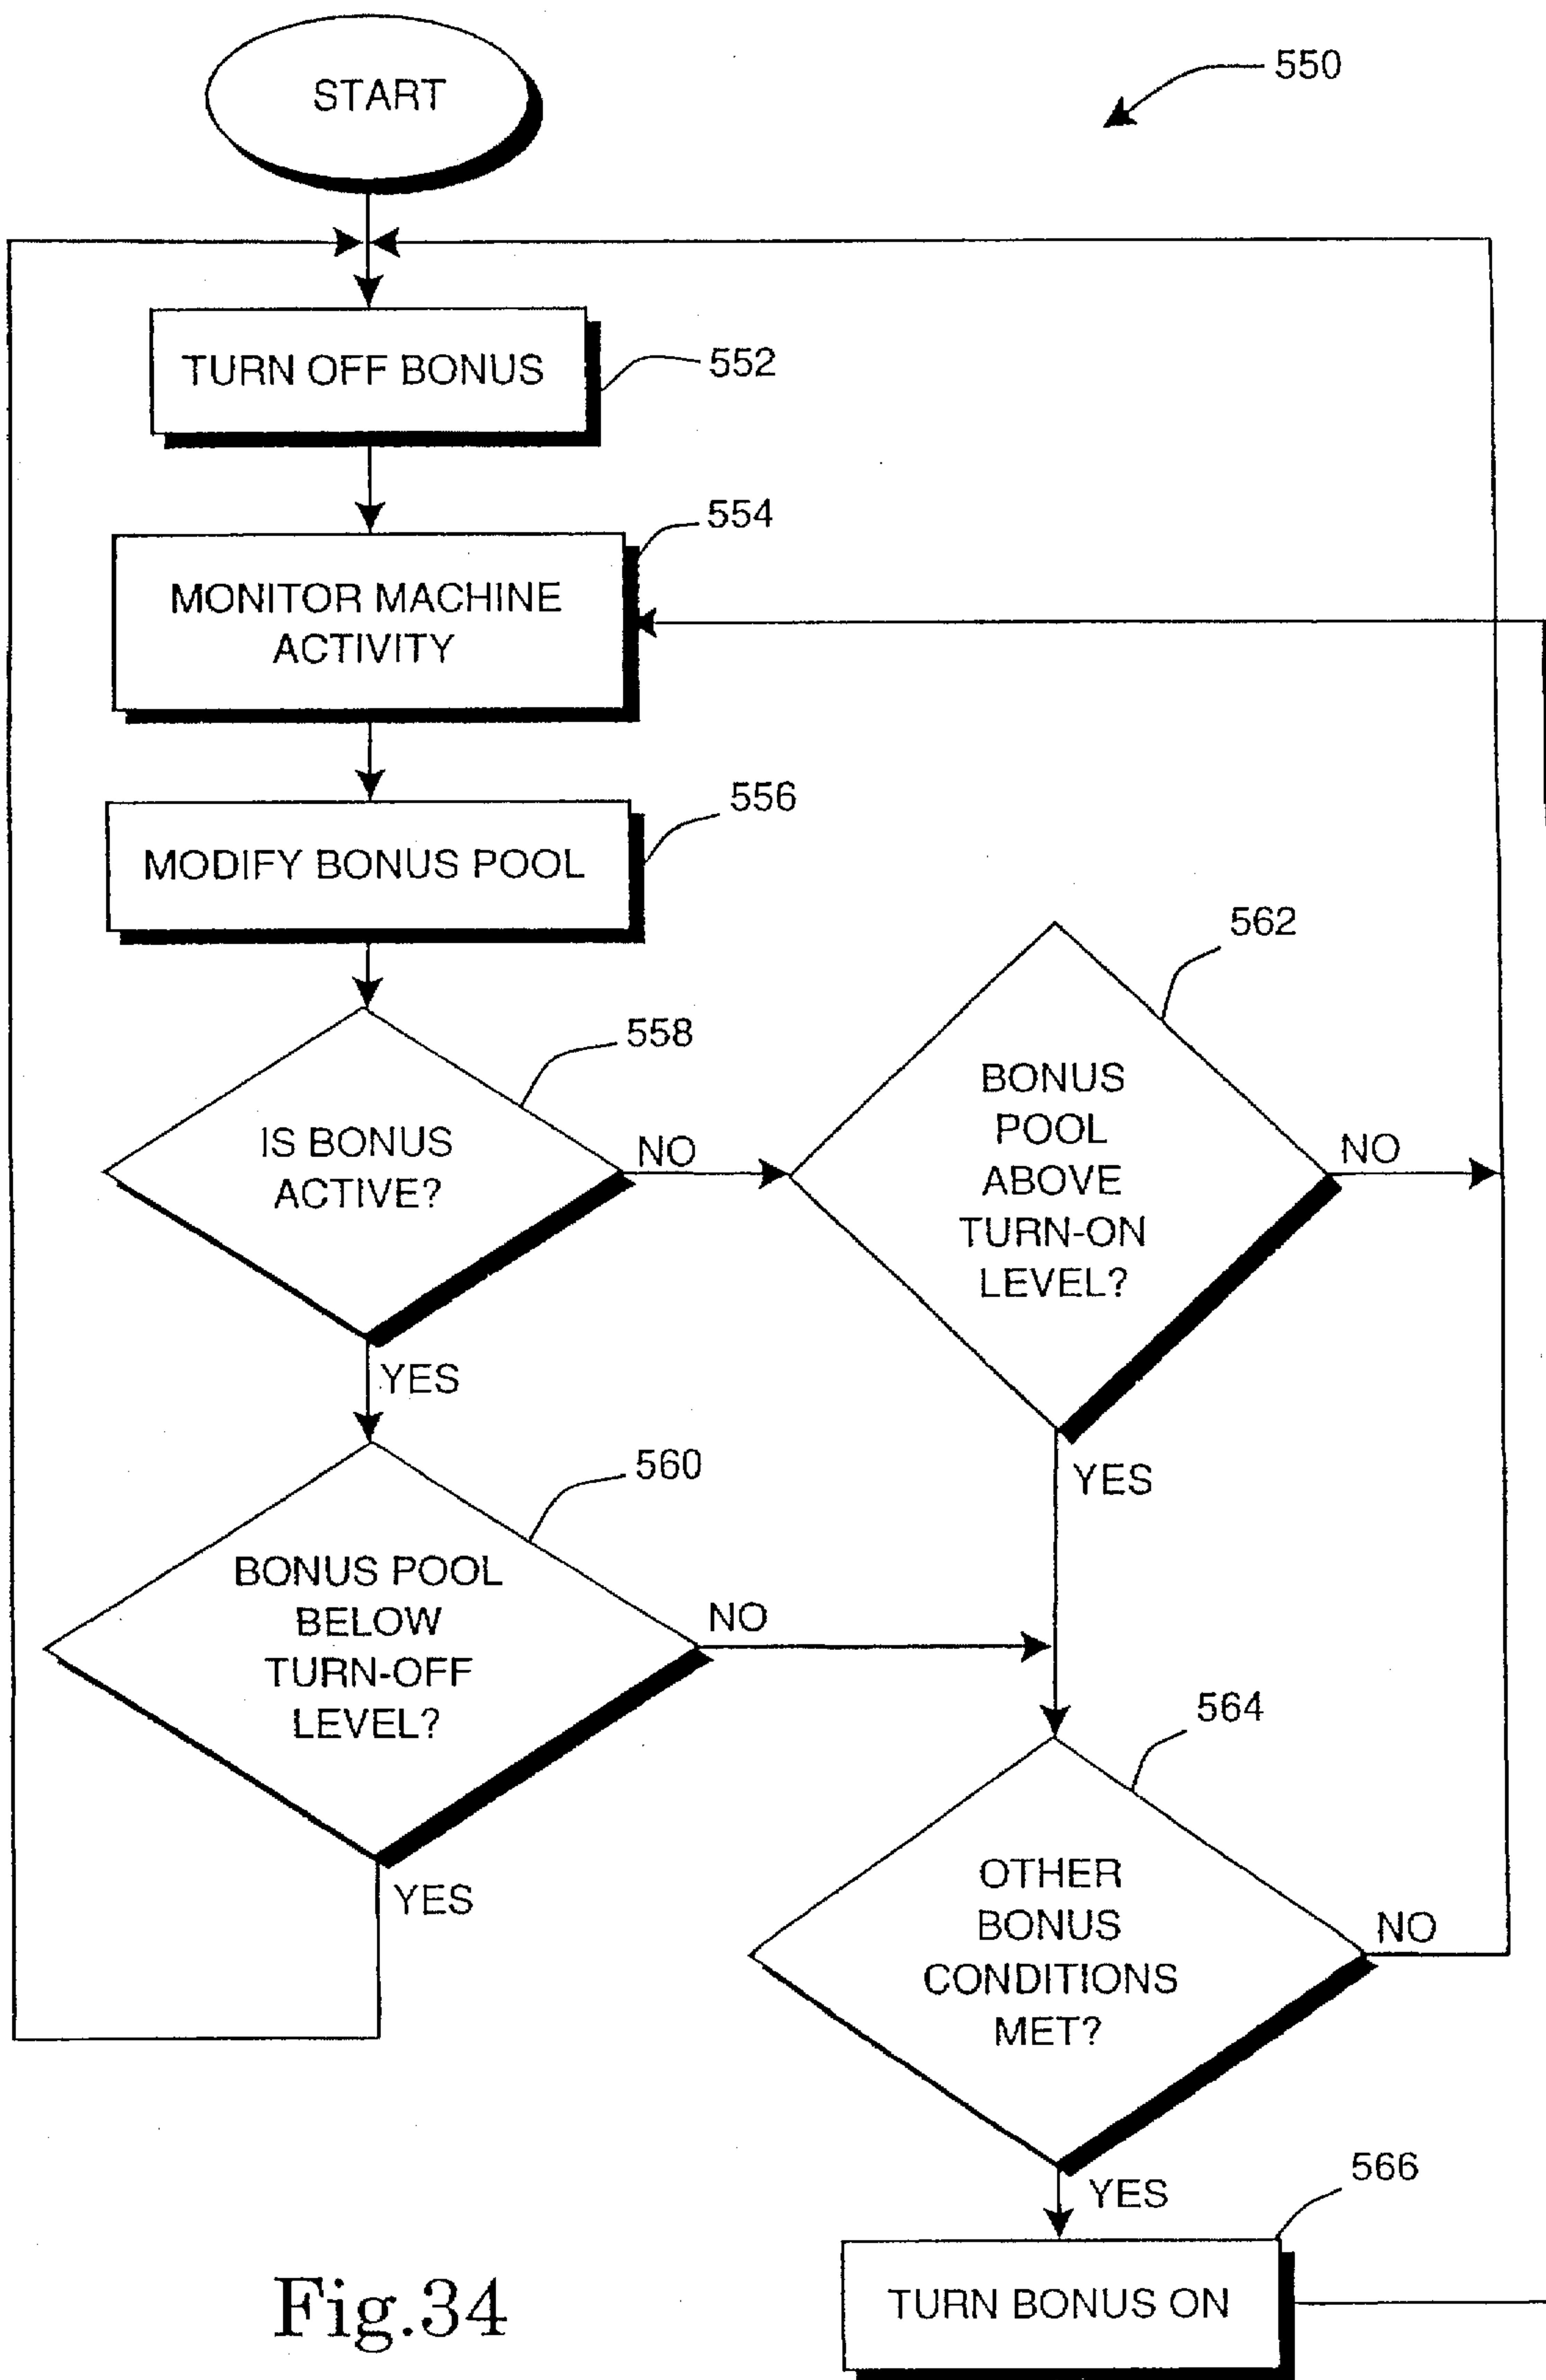 START
550
TURN OFF BONUS
552
554
MONITOR MACHINE
ACTIVITY
556
MODIFY BONUS POOL
562
558
IS BONUS
ACTIVE?
NO
BONUS
POOL
ABOVE
TURN-ON
LEVEL?
NO
YES
560
YES
BONUS POOL
BELOW
TURN-OFF
LEVEL?
NO
564
YES
OTHER
BONUS
CONDITIONS
MET?
NO
YES
566
TURN BONUS ON
Fig.34